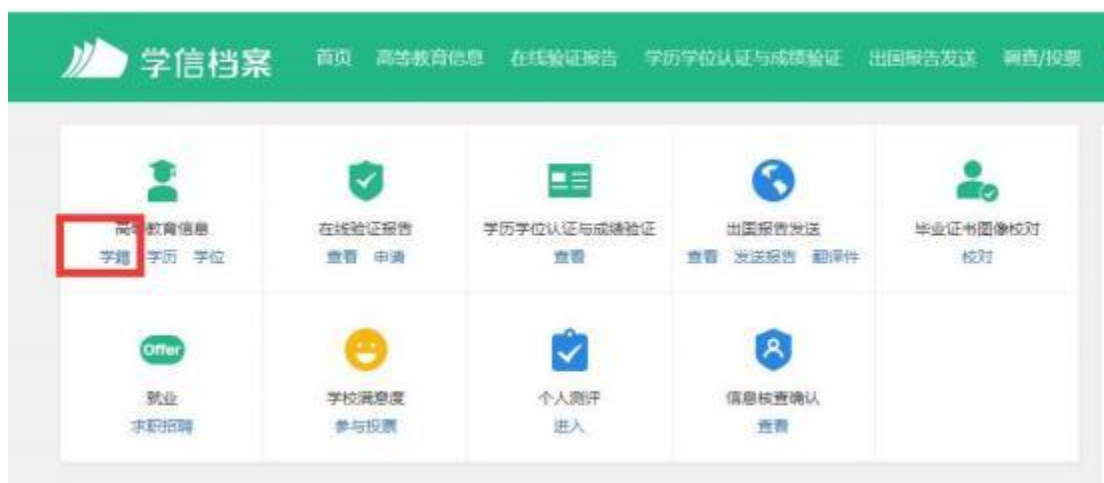 学信档案 首页 高等教育信息 在线验证报告 学历学位认证与成绩验证 出国报告发送 调查/投票
高等教育信息 在线验证报告 学历学位认证与成绩验证 出国报告发送 毕业证书图像校对
学籍 学历 学位 查看 申请 查看 查看 发送报告 翻译件 校对
Offer
就业 学校满意度 个人测评 信息核查确认
求职招聘 参与投票 进入 查看